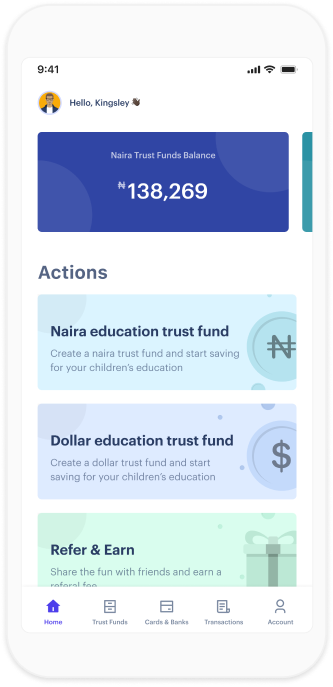 9:41
Hello, Kingsley 👋🏿
Naira Trust Funds Balance
₦138,269
Actions
Naira education trust fund
Create a naira trust fund and start saving
for your children's education
₦
Dollar education trust fund
Create a dollar trust fund and start
saving for your children's education
$
Refer & Earn
Share the fun with friends and earn a
referal fee
Home
Trust Funds
Cards & Banks
Transactions
Account